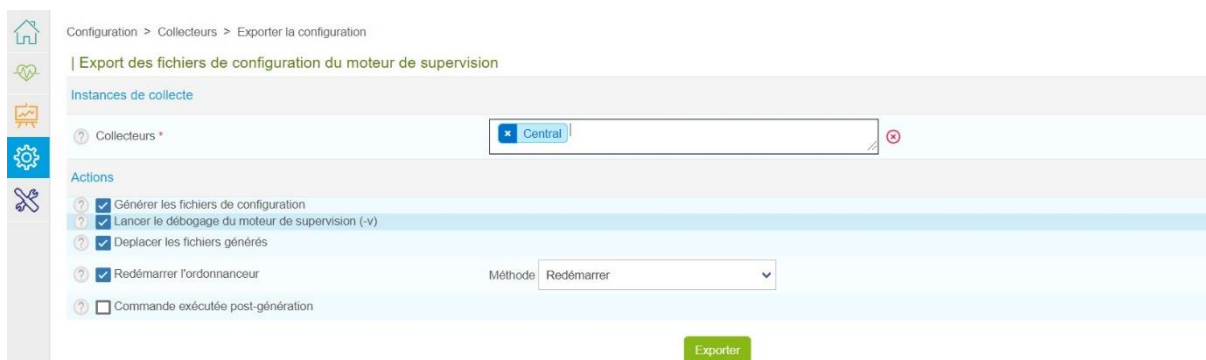 Configuration > Collecteurs > Exporter la configuration
| Export des fichiers de configuration du moteur de supervision
Instances de collecte
? Collecteurs *
× Central
Actions
? Générer les fichiers de configuration
? Lancer le débogage du moteur de supervision (-v)
? Deplacer les fichiers générés
? Redémarrer l'ordonnanceur Méthode Redémarrer
? Commande exécutée post-génération
Exporter